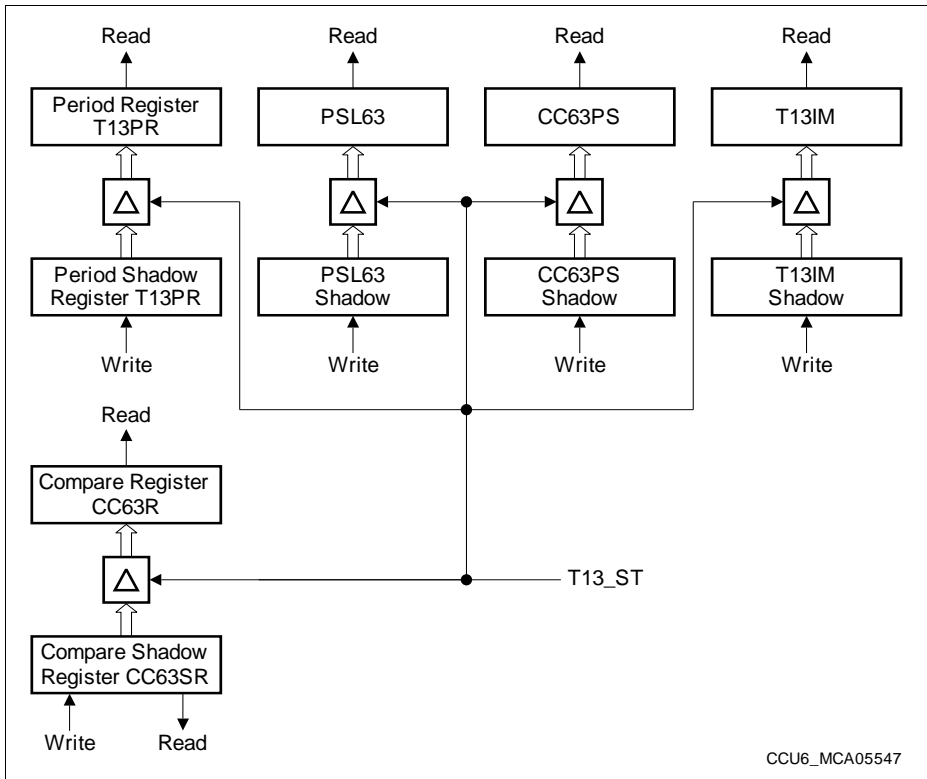 Read Read Read Read
Period Register
T13PR
PSL63
CC63PS
T13IM
Period Shadow
Register T13PR
PSL63
Shadow
CC63PS
Shadow
T13IM
Shadow
Write Write Write Write
Read
Compare Register
CC63R
T13_ST
Compare Shadow
Register CC63SR
Write Read
CCU6_MCA05547